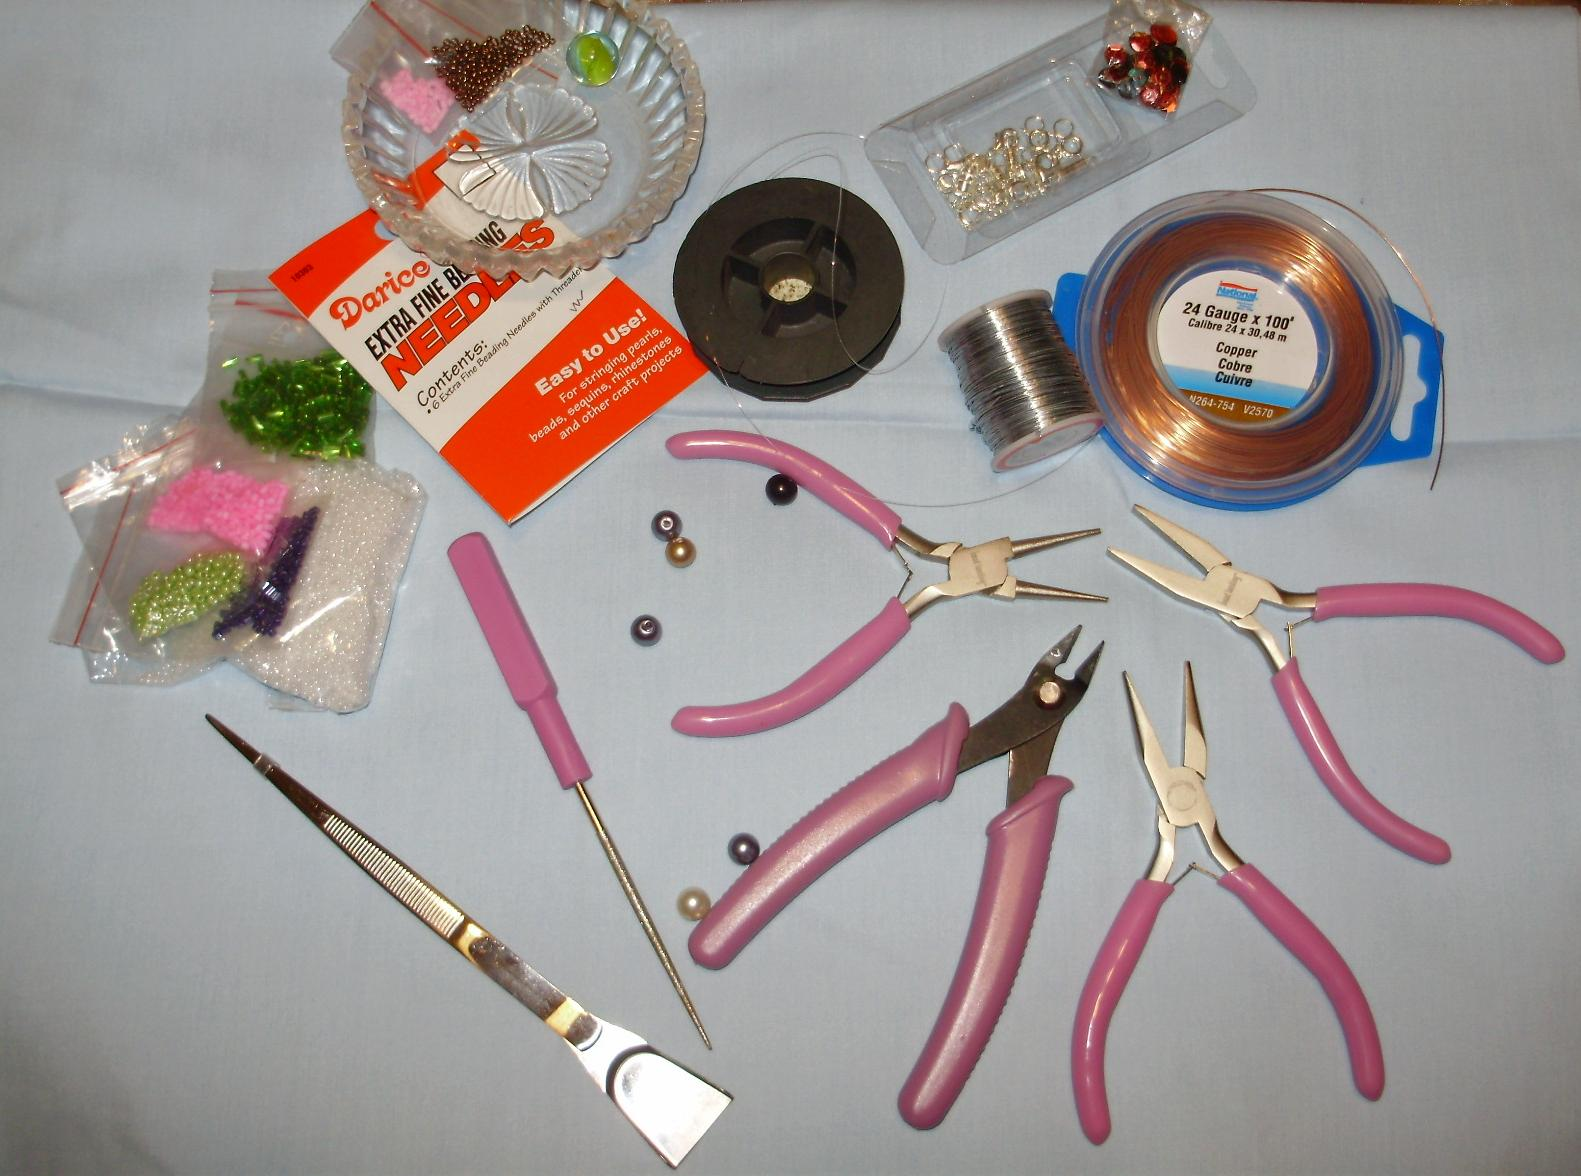 10393
Darice
EXTRA FINE
NEEDLES
Contents:
• 6 Extra Fine Beading Needles with Threader
Easy to Use!
For stringing pearls,
beads, sequins, rhinestones
and other craft projects
National
24 Gauge x 100'
Calibre 24 x 30,48 m
Copper
Cobre
Cuivre
N264-754 V2570